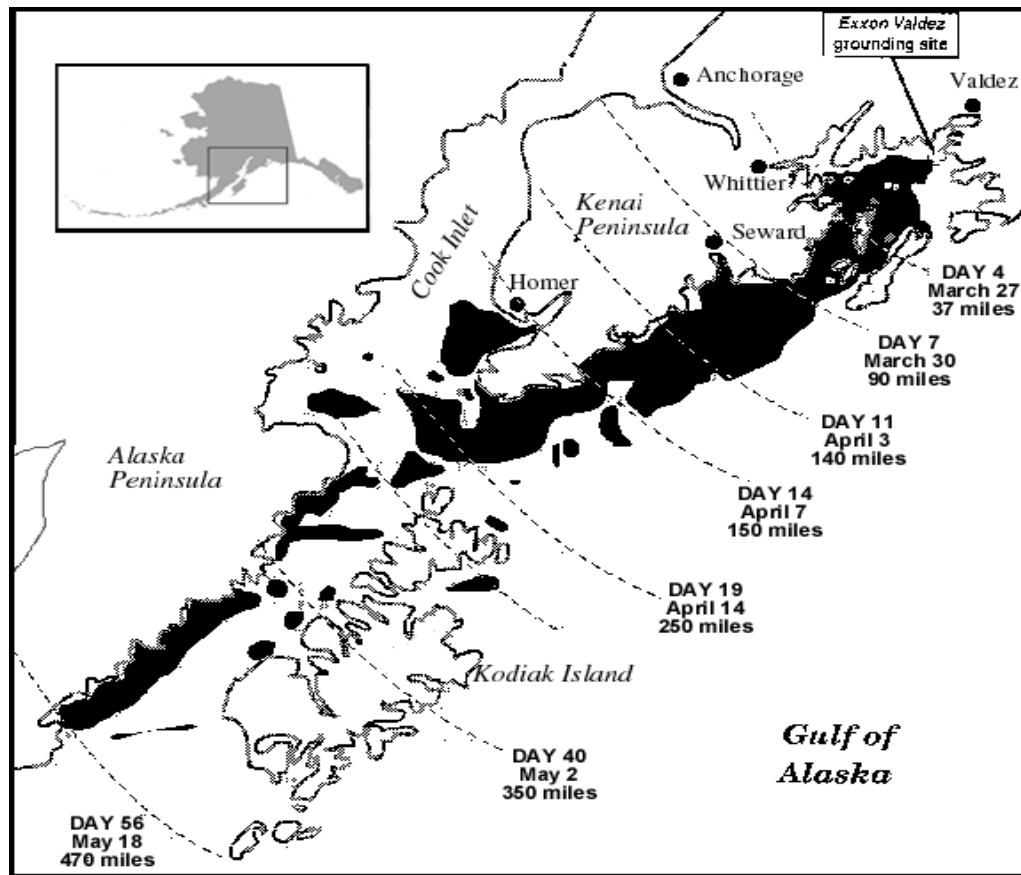 Exxon Valdez
grounding site
Anchorage
Valdez
Whittier
Kenai
Peninsula
Seward
Cook Inlet
Homer
DAY 4
March 27
37 miles
DAY 7
March 30
90 miles
DAY 11
April 3
140 miles
Alaska
Peninsula
DAY 14
April 7
150 miles
DAY 19
April 14
250 miles
Kodiak Island
Gulf of
Alaska
DAY 40
May 2
350 miles
DAY 56
May 18
470 miles